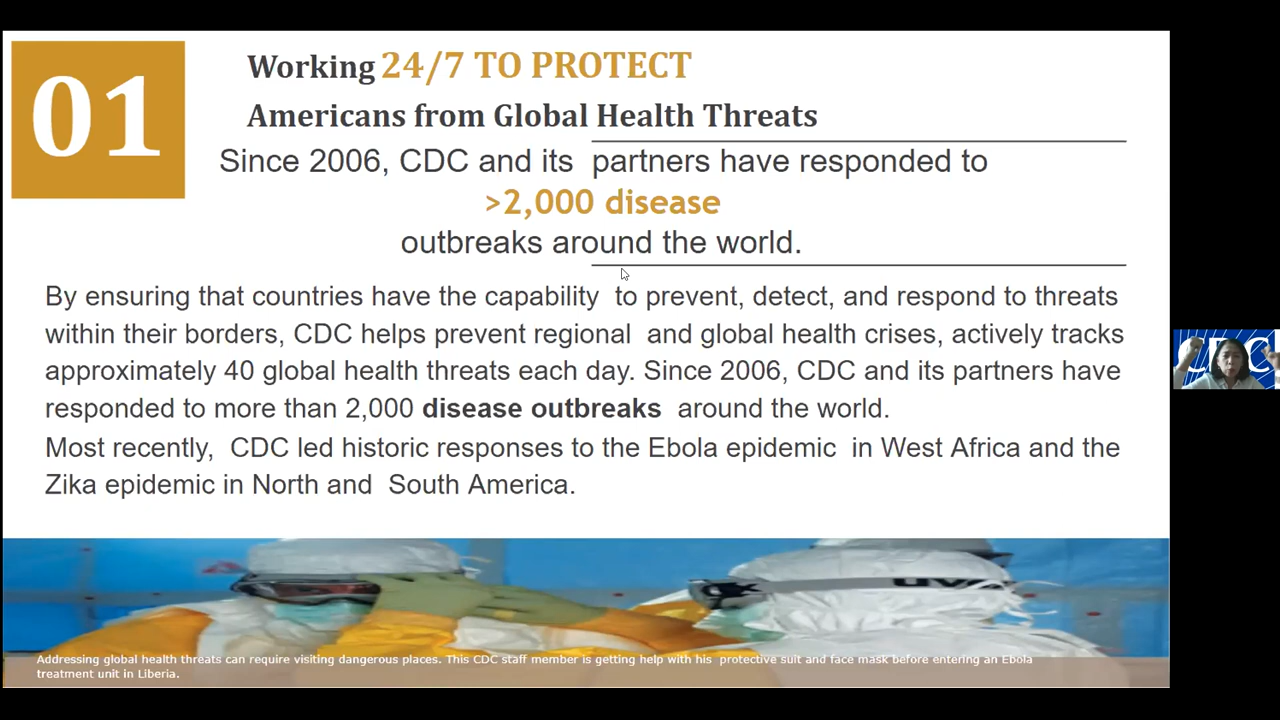 01
Working 24/7 TO PROTECT
Americans from Global Health Threats
Since 2006, CDC and its partners have responded to
>2,000 disease
outbreaks around the world.
By ensuring that countries have the capability to prevent, detect, and respond to threats
within their borders, CDC helps prevent regional and global health crises, actively tracks
approximately 40 global health threats each day. Since 2006, CDC and its partners have
responded to more than 2,000 disease outbreaks around the world.
Most recently, CDC led historic responses to the Ebola epidemic in West Africa and the
Zika epidemic in North and South America.
CDC
Addressing global health threats can require visiting dangerous places. This CDC staff member is getting help with his protective suit and face mask before entering an Ebola
treatment unit in Liberia.